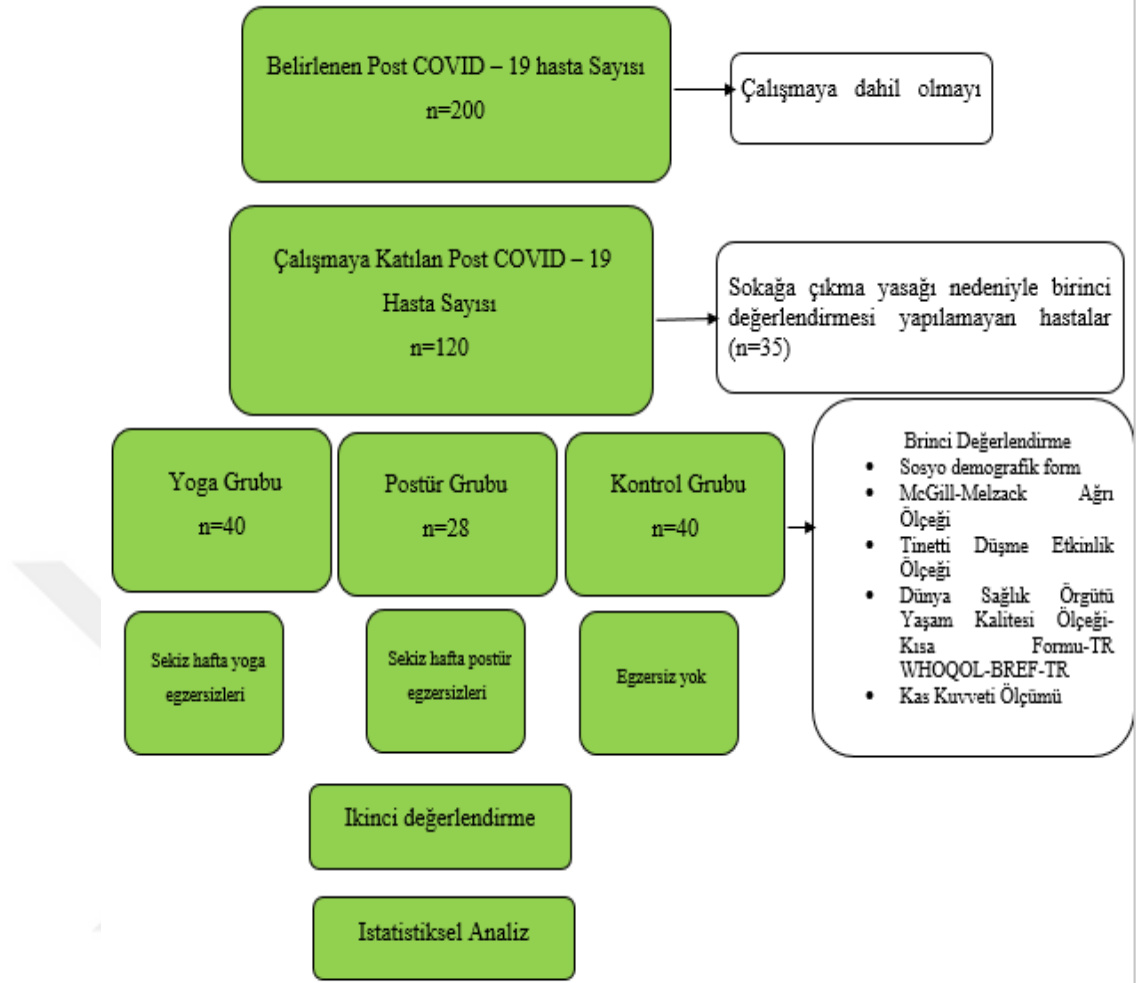 Belirlenen Post COVID – 19 hasta Sayısı
n=200
Çalışmaya dahil olmayı
Çalışmaya Katılan Post COVID – 19
Hasta Sayısı
n=120
Sokağa çıkma yasağı nedeniyle birinci
değerlendirmesi yapılamayan hastalar
(n=35)
Yoga Grubu
n=40
Postür Grubu
n=28
Kontrol Grubu
n=40
Brinci Değerlendirme
• Sosyo demografik form
• McGill-Melzack Ağrı
Ölçeği
• Tinetti Düşme Etkinlik
Ölçeği
• Dünya Sağlık Örgütü
Yaşam Kalitesi Ölçeği-
Kısa Formu-TR
WHOQOL-BREF-TR
• Kas Kuvveti Ölçümü
Sekiz hafta yoga
egzersizleri
Sekiz hafta postür
egzersizleri
Egzersiz yok
Ikinci değerlendirme
Istatistiksel Analiz